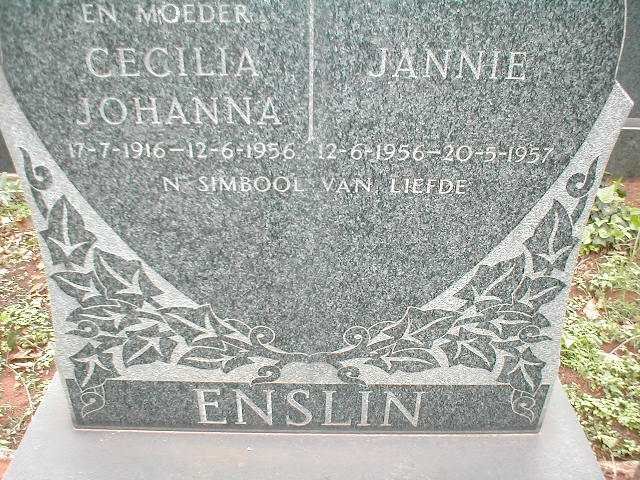 EN MOEDER
CECILIA
JOHANNA
17-7-1916–12-6-1956
JANNIE
12-6-1956–20-5-1957
'N SIMBOOL VAN LIEFDE
ENSLIN